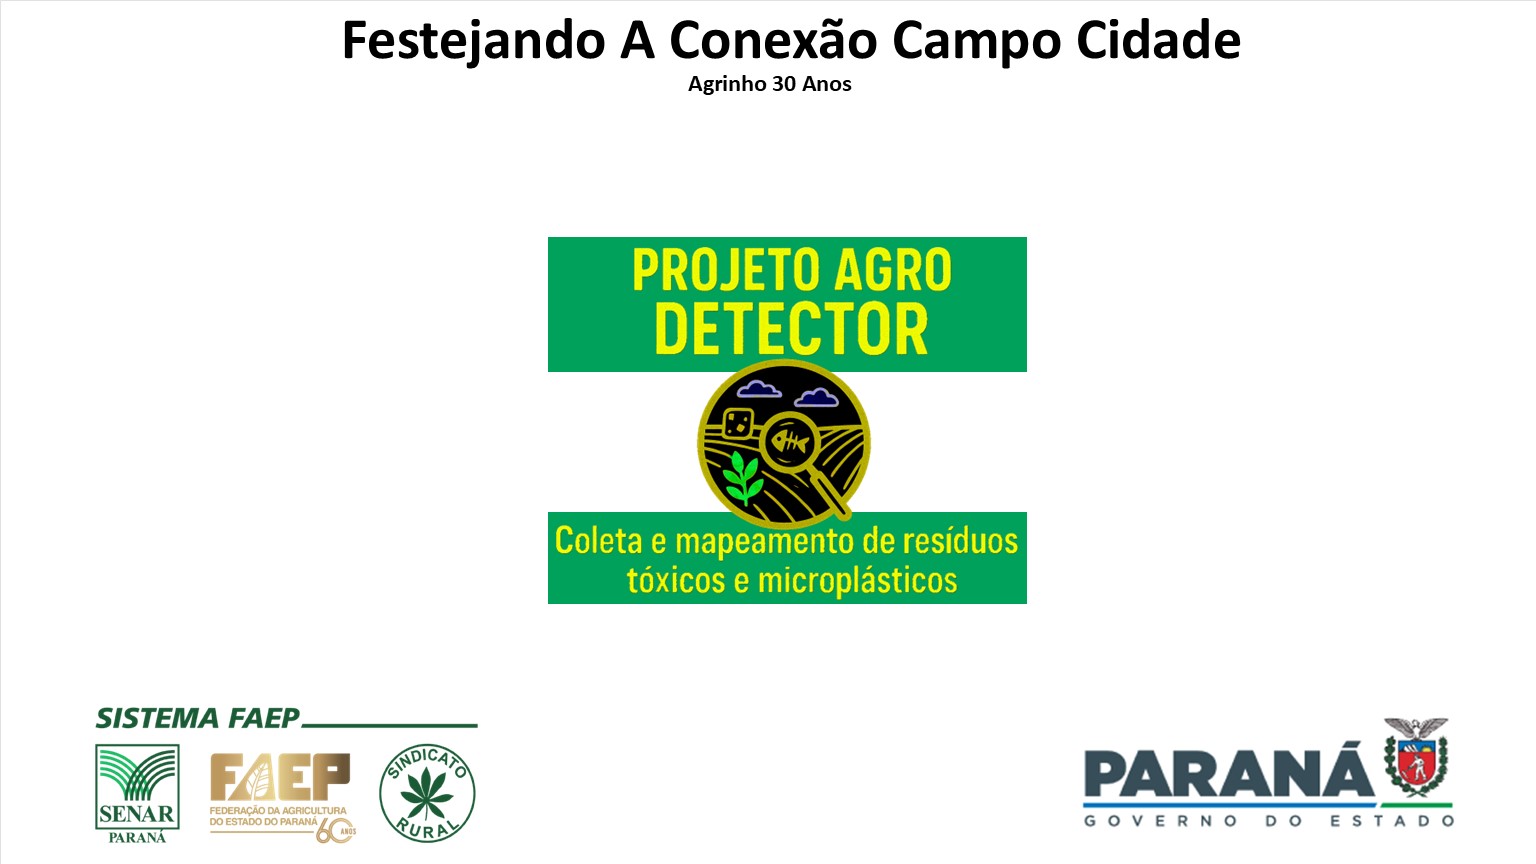 Festejando A Conexão Campo Cidade
Agrinho 30 Anos
PROJETO AGRO
DETECTOR
Coleta e mapeamento de resíduos
tóxicos e microplásticos
SISTEMA FAEP
SENAR
PARANÁ
FAEP
FEDERAÇÃO DA AGRICULTURA
DO ESTADO DO PARANÁ
60 ANOS
SINDICATO
RURAL
PARANÁ
GOVERNO DO ESTADO